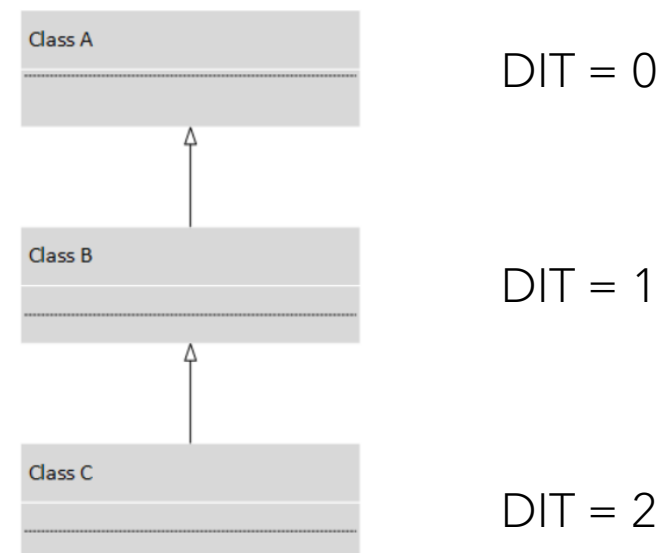 Class A
DIT = 0
Class B
DIT = 1
Class C
DIT = 2